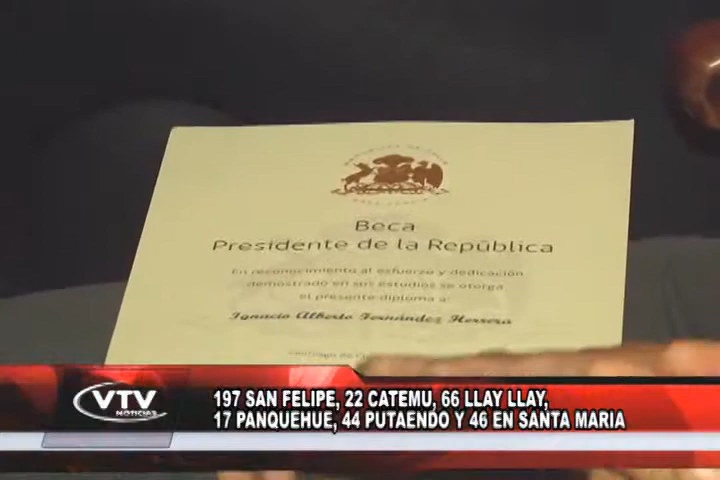 Beca
Presidente de la República
En reconocimiento al esfuerzo y dedicación
demostrado en sus estudios se otorga
el presente diploma a:
Ignacio Alberto Fernández Herrera
VTV
NOTICIAS
197 SAN FELIPE, 22 CATEMU, 66 LLAY LLAY,
17 PANQUEHUE, 44 PUTAENDO Y 46 EN SANTA MARIA